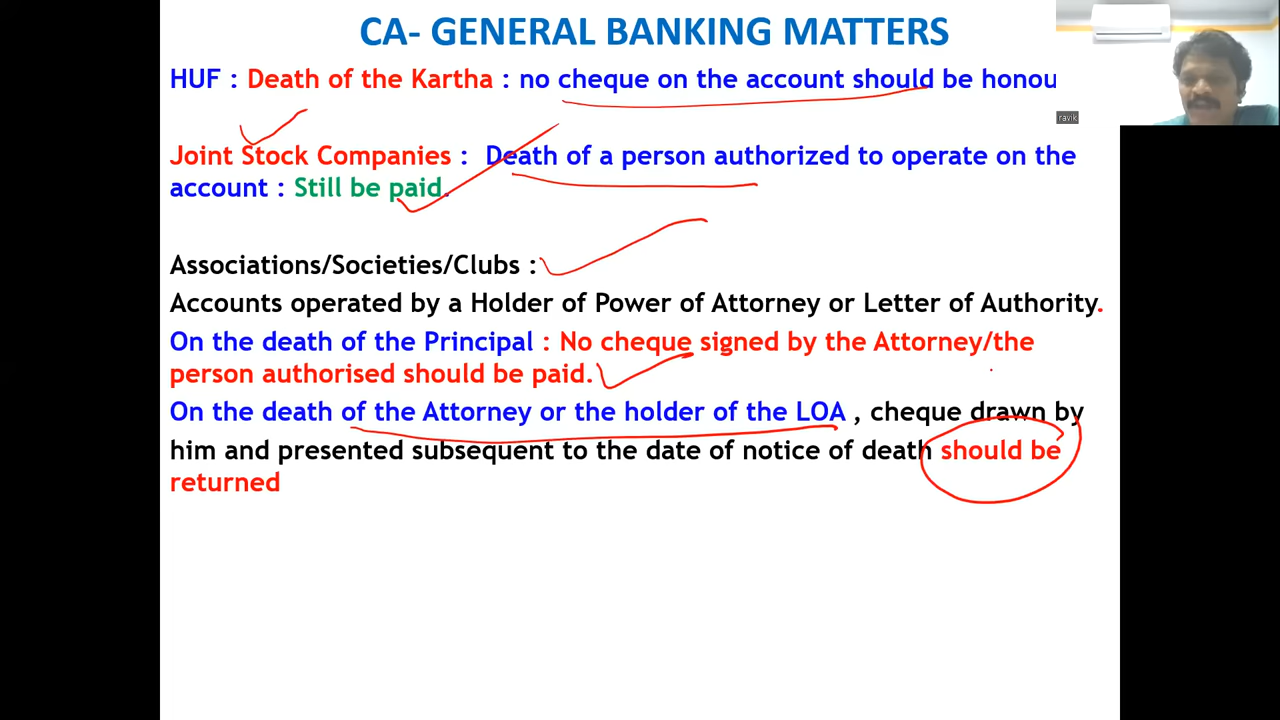 CA- GENERAL BANKING MATTERS
HUF : Death of the Kartha : no cheque on the account should be honou
ravik
Joint Stock Companies : Death of a person authorized to operate on the
account : Still be paid.
Associations/Societies/Clubs :
Accounts operated by a Holder of Power of Attorney or Letter of Authority.
On the death of the Principal : No cheque signed by the Attorney/the
person authorised should be paid.
On the death of the Attorney or the holder of the LOA , cheque drawn by
him and presented subsequent to the date of notice of death should be
returned